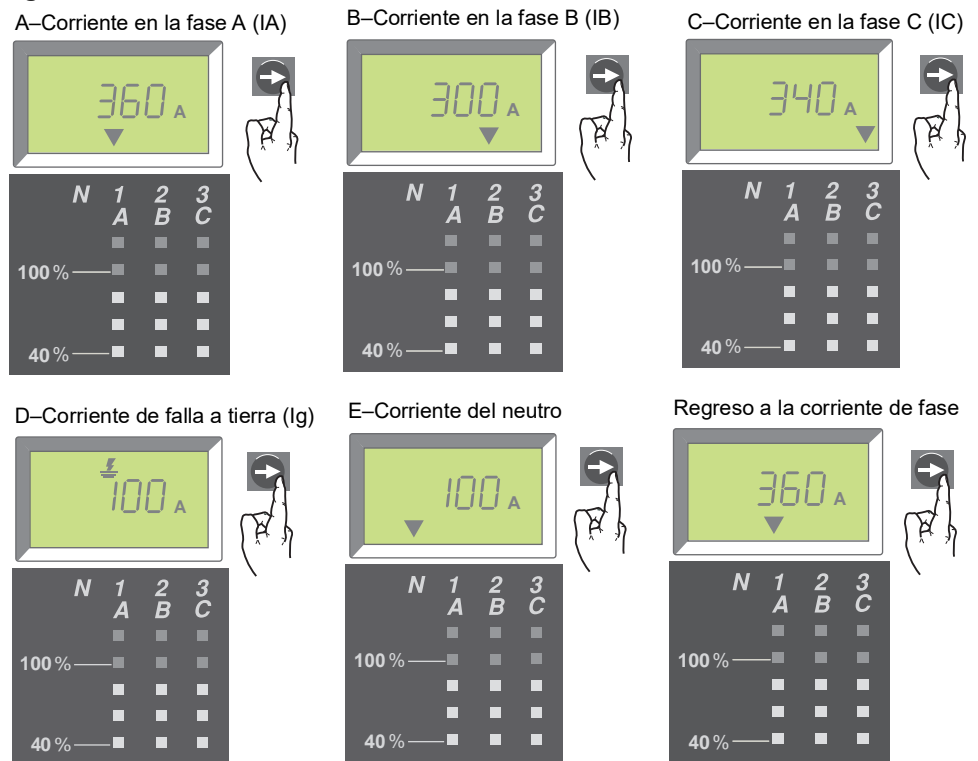 A–Corriente en la fase A (IA)
360 A
N 1 2 3
A B C
100 %
40 %
B–Corriente en la fase B (IB)
300 A
N 1 2 3
A B C
100 %
40 %
C–Corriente en la fase C (IC)
340 A
N 1 2 3
A B C
100 %
40 %
D–Corriente de falla a tierra (Ig)
100 A
N 1 2 3
A B C
100 %
40 %
E–Corriente del neutro
100 A
N 1 2 3
A B C
100 %
40 %
Regreso a la corriente de fase
360 A
N 1 2 3
A B C
100 %
40 %